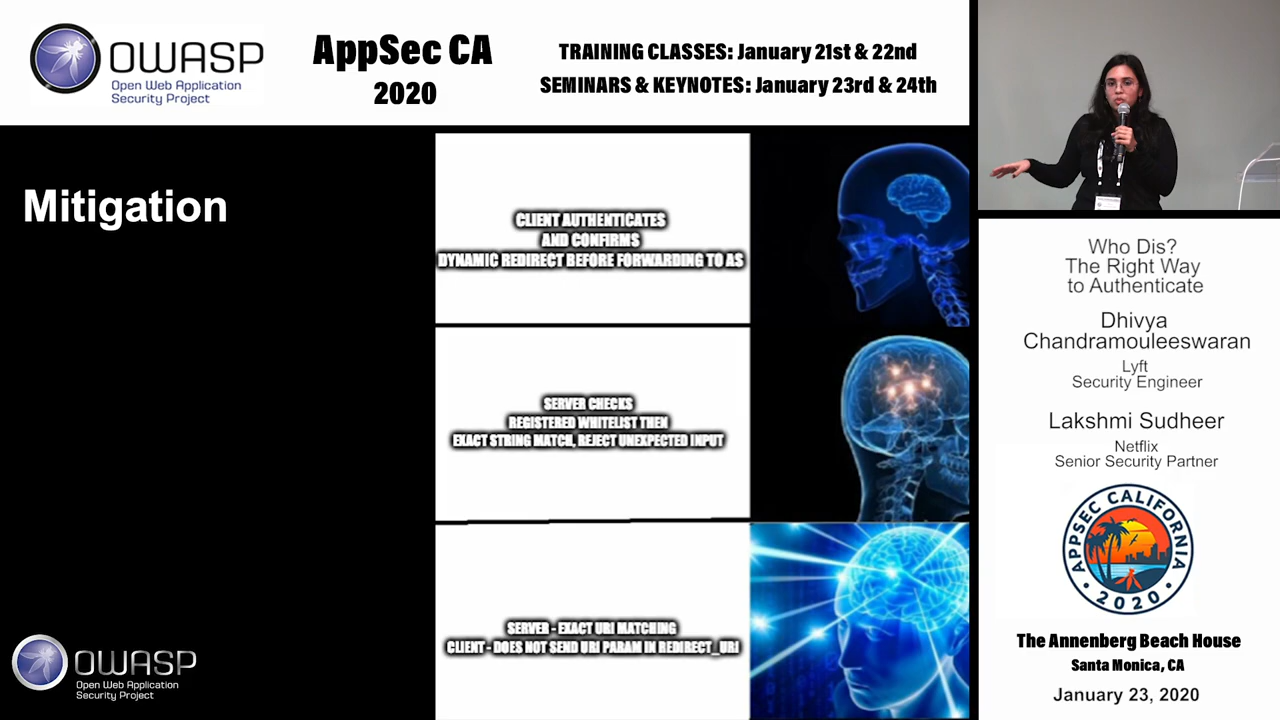 OWASP
Open Web Application
Security Project
AppSec CA
2020
TRAINING CLASSES: January 21st & 22nd
SEMINARS & KEYNOTES: January 23rd & 24th
Mitigation
CLIENT AUTHENTICATES
AND CONFIRMS
DYNAMIC REDIRECT BEFORE FORWARDING TO AS
SERVER CHECKS
REGISTERED WHITELIST THEN
EXACT STRING MATCH, REJECT UNEXPECTED INPUT
SERVER - EXACT URI MATCHING
CLIENT - DOES NOT SEND URI PARAM IN REDIRECT_URI
OWASP
Open Web Application
Security Project
Who Dis?
The Right Way
to Authenticate
Dhivya
Chandramouleeswaran
Lyft
Security Engineer
Lakshmi Sudheer
Netflix
Senior Security Partner
APPSEC CALIFORNIA
• 2020 •
The Annenberg Beach House
Santa Monica, CA
January 23, 2020